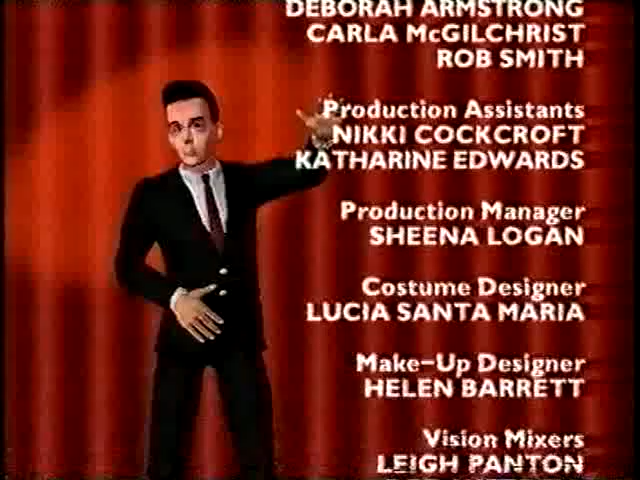 DEBORAH ARMSTRONG
CARLA McGILCHRIST
ROB SMITH
Production Assistants
NIKKI COCKCROFT
KATHARINE EDWARDS
Production Manager
SHEENA LOGAN
Costume Designer
LUCIA SANTA MARIA
Make-Up Designer
HELEN BARRETT
Vision Mixers
LEIGH PANTON